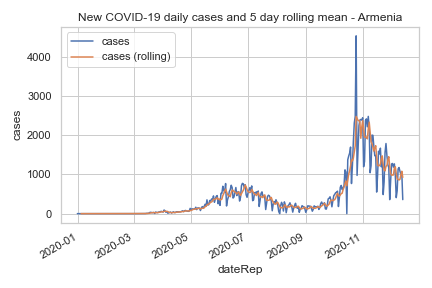 New COVID-19 daily cases and 5 day rolling mean - Armenia
cases
cases (rolling)
4000
3000
2000
1000
0
cases
2020-01
2020-03
2020-05
2020-07
2020-09
2020-11
dateRep